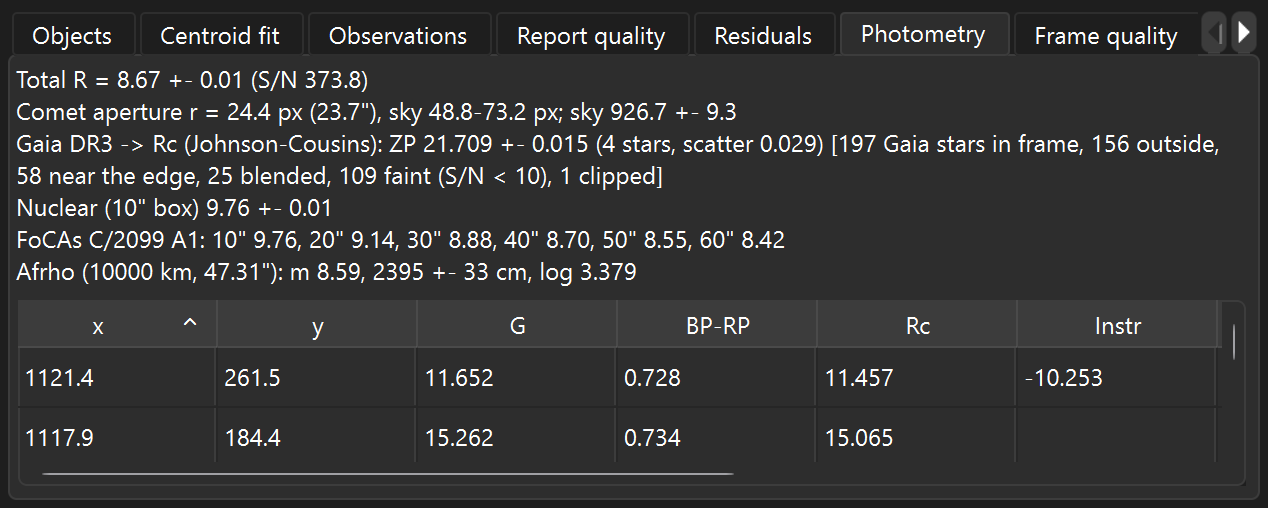 Objects Centroid fit Observations Report quality Residuals Photometry Frame quality
Total R = 8.67 +- 0.01 (S/N 373.8)
Comet aperture r = 24.4 px (23.7"), sky 48.8-73.2 px; sky 926.7 +- 9.3
Gaia DR3 -> Rc (Johnson-Cousins): ZP 21.709 +- 0.015 (4 stars, scatter 0.029) [197 Gaia stars in frame, 156 outside,
58 near the edge, 25 blended, 109 faint (S/N < 10), 1 clipped]
Nuclear (10" box) 9.76 +- 0.01
FoCAs C/2099 A1: 10" 9.76, 20" 9.14, 30" 8.88, 40" 8.70, 50" 8.55, 60" 8.42
Afrho (10000 km, 47.31"): m 8.59, 2395 +- 33 cm, log 3.379
x y G BP-RP Rc Instr
1121.4 261.5 11.652 0.728 11.457 -10.253
1117.9 184.4 15.262 0.734 15.065